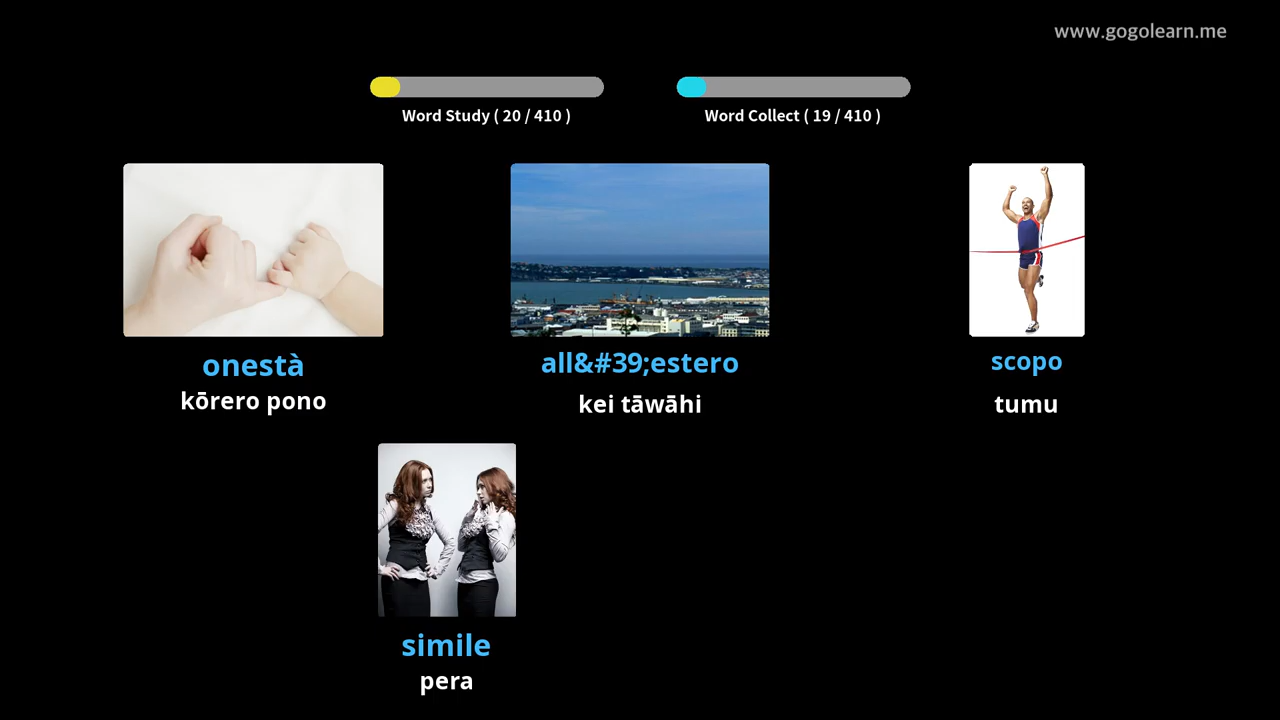 www.gogolearn.me
Word Study ( 20 / 410 )
Word Collect ( 19 / 410 )
onestà
kōrero pono
all&#39;estero
kei tāwāhi
scopo
tumu
simile
pera